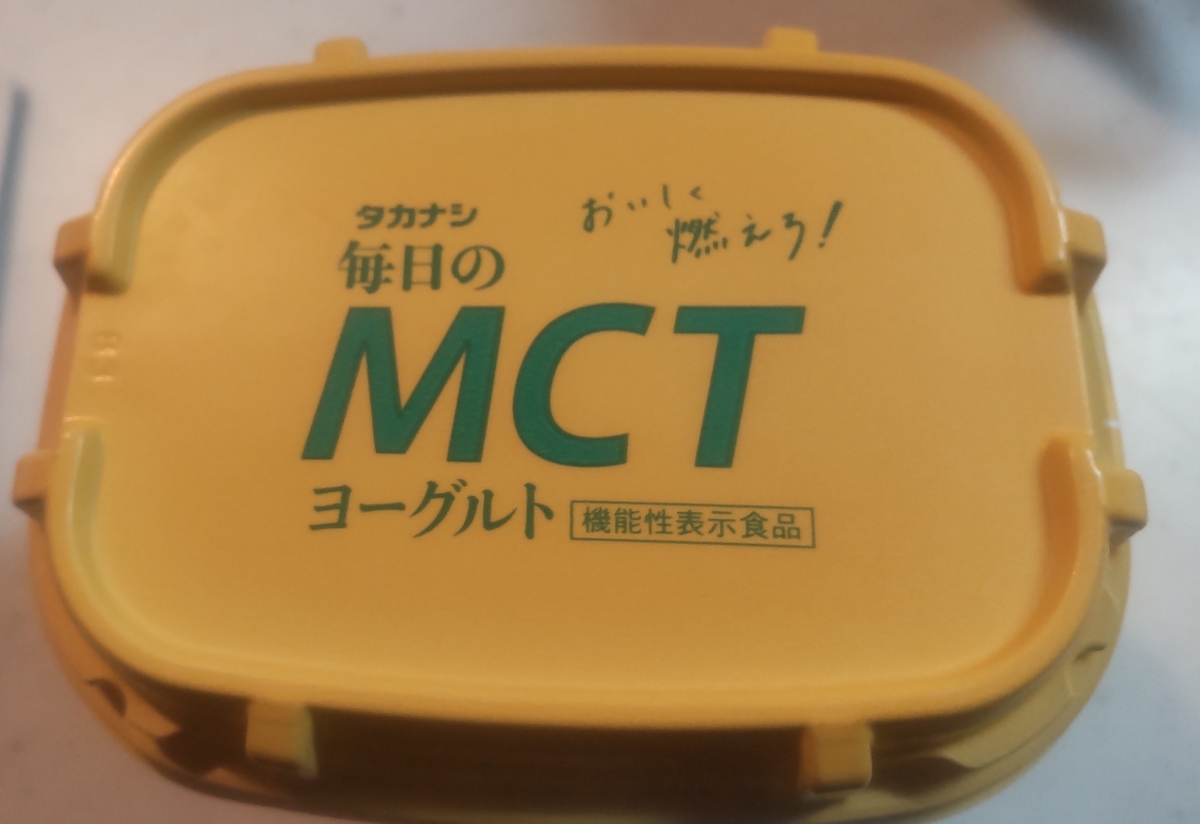 タカナシ
毎日の
おいしく
燃えろ!
MCT
ヨーグルト
機能性表示食品